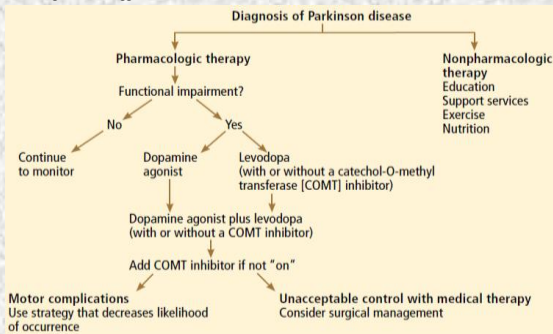 Diagnosis of Parkinson disease
Pharmacologic therapy
Functional impairment?
No
Yes
Continue
to monitor
Dopamine
agonist
Levodopa
(with or without a catechol-O-methyl
transferase [COMT] inhibitor)
Dopamine agonist plus levodopa
(with or without a COMT inhibitor)
Add COMT inhibitor if not "on"
Motor complications
Use strategy that decreases likelihood
of occurrence
Unacceptable control with medical therapy
Consider surgical management
Nonpharmacologic
therapy
Education
Support services
Exercise
Nutrition